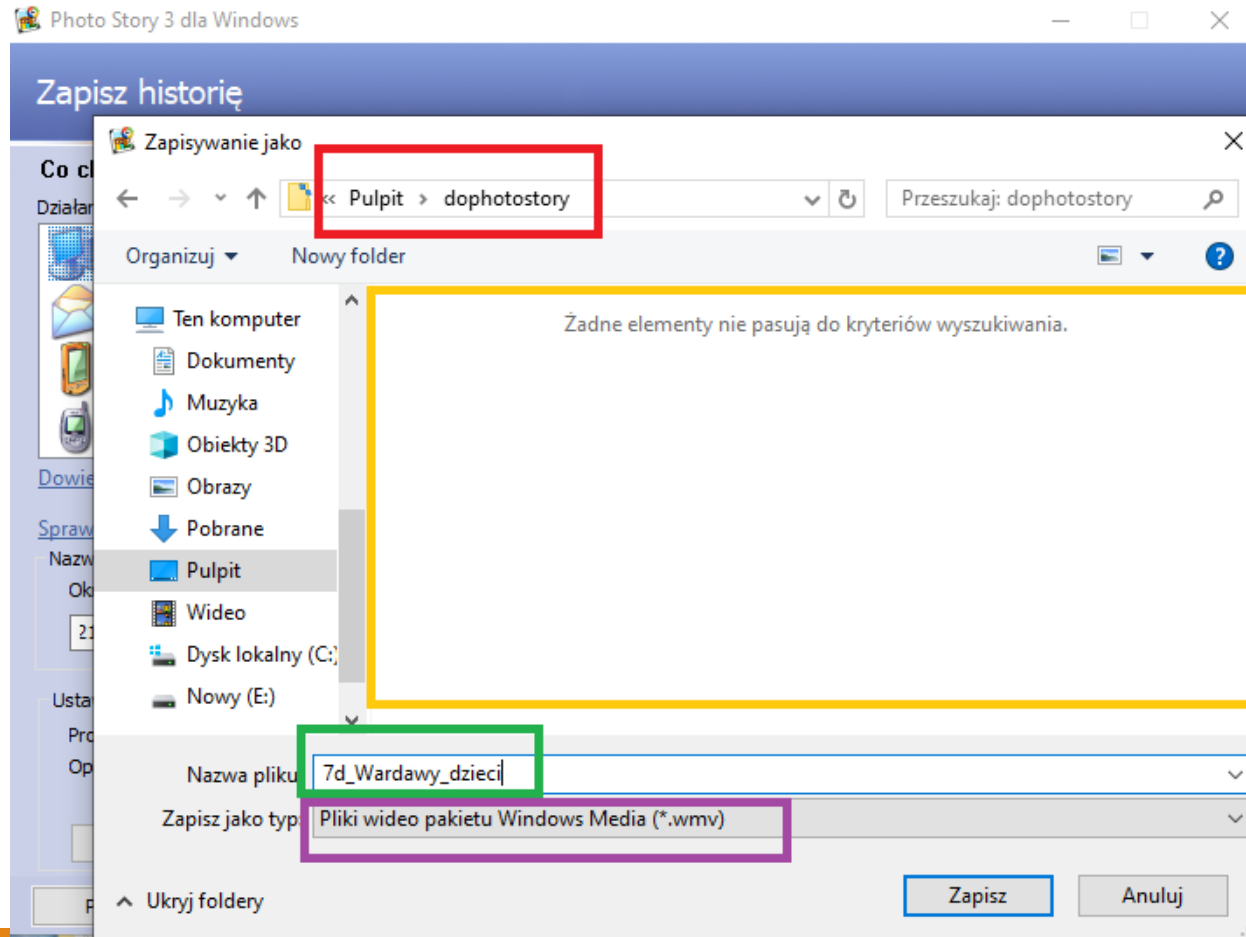 Photo Story 3 dla Windows
Zapisz historię
Zapisywanie jako
Co
« Pulpit > dophotostory
Przeszukaj: dophotostory
Organizuj
Nowy folder
Ten komputer
Dokumenty
Muzyka
Obiekty 3D
Obrazy
Pobrane
Pulpit
Wideo
Dysk lokalny (C:)
Nowy (E:)
Żadne elementy nie pasują do kryteriów wyszukiwania.
Nazwa pliku
7d_Wardawy_dzieci
Zapisz jako typ:
Pliki wideo pakietu Windows Media (*.wmv)
Ukryj foldery
Zapisz
Anuluj